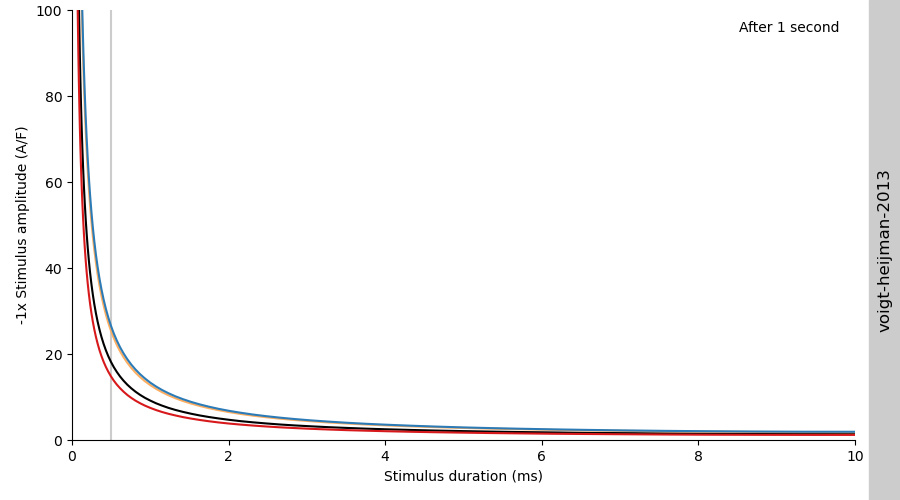 After 1 second
100
80
60
40
20
0
-1x Stimulus amplitude (A/F)
0 2 4 6 8 10
Stimulus duration (ms)
voigt-heijman-2013